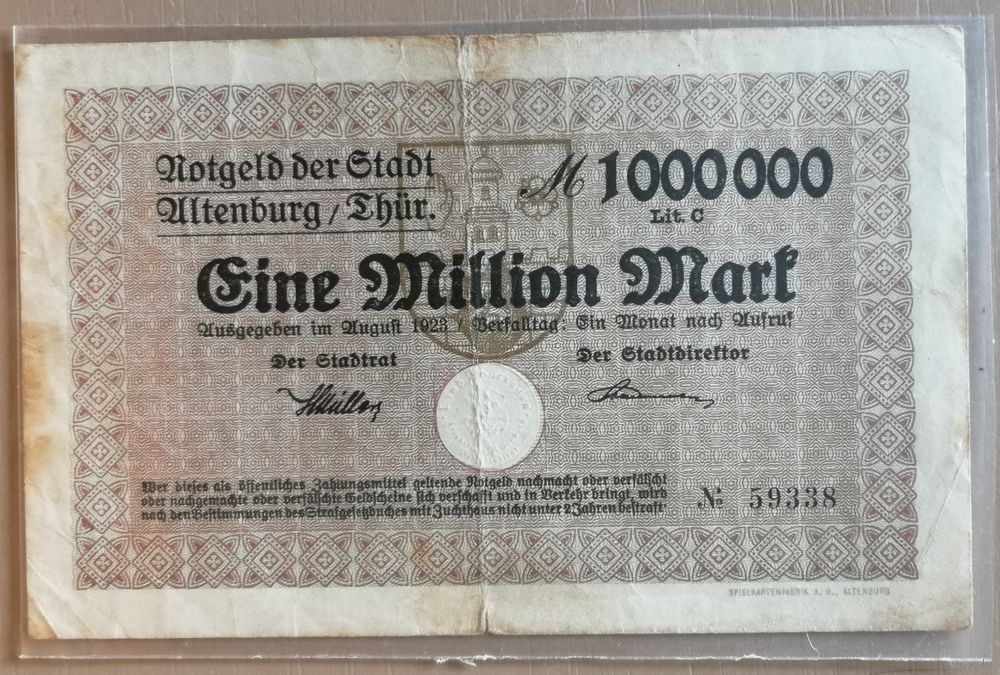 Notgeld der Stadt
Altenburg / Thür.
M 1000000
Lit. C
Eine Million Mark
Ausgegeben im August 1923 / Verfalltag: Ein Monat nach Aufruf
Der Stadtrat
Der Stadtdirektor
Wer dieses als öffentliches Zahlungsmittel geltende Notgeld nachmacht oder verfälscht
oder nachgemachte oder verfälschte Geldscheine sich verschafft und in Verkehr bringt, wird
nach den Bestimmungen des Strafgesetzbuches mit Zuchthaus nicht unter 2 Jahren bestraft
№ 59338
SPIELKARTENFABRIK A. G., ALTENBURG